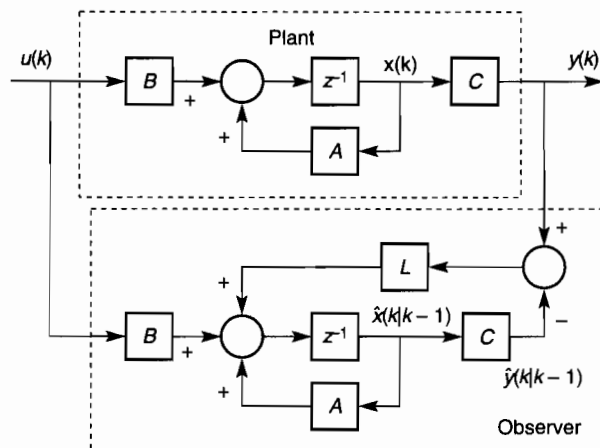 Plant
u(k)
B
+
z⁻¹
x(k)
C
y(k)
+
A
+
L
+
B
+
z⁻¹
x̂(k|k – 1)
C
–
ŷ(k|k – 1)
+
A
Observer